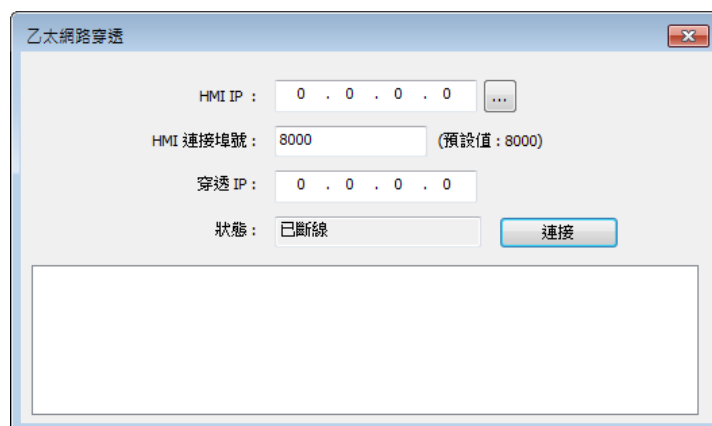 乙太網路穿透
HMI IP : 0 . 0 . 0 . 0 ...
HMI 連接埠號 : 8000 (預設值 : 8000)
穿透 IP : 0 . 0 . 0 . 0
狀態 : 已斷線 連接